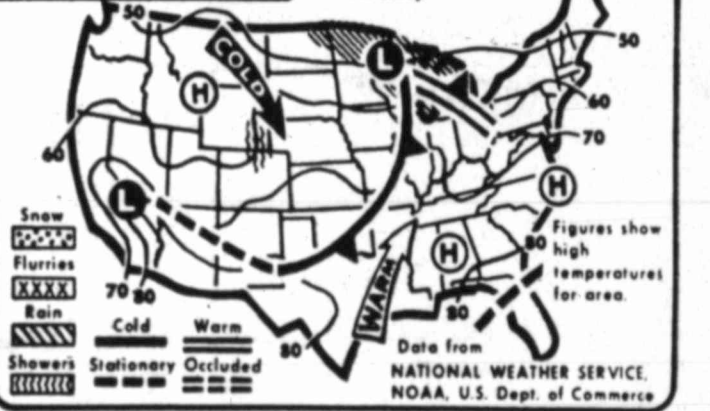 50
COLD
L
H
50
60
60
70
L
H
H
Figures show
high
temperatures
for area.
80
70 80
80
80
WARM
Snow
Flurries
XXXX
Rain
Showers
Cold
Warm
Stationary
Occluded
Data from
NATIONAL WEATHER SERVICE,
NOAA, U.S. Dept. of Commerce